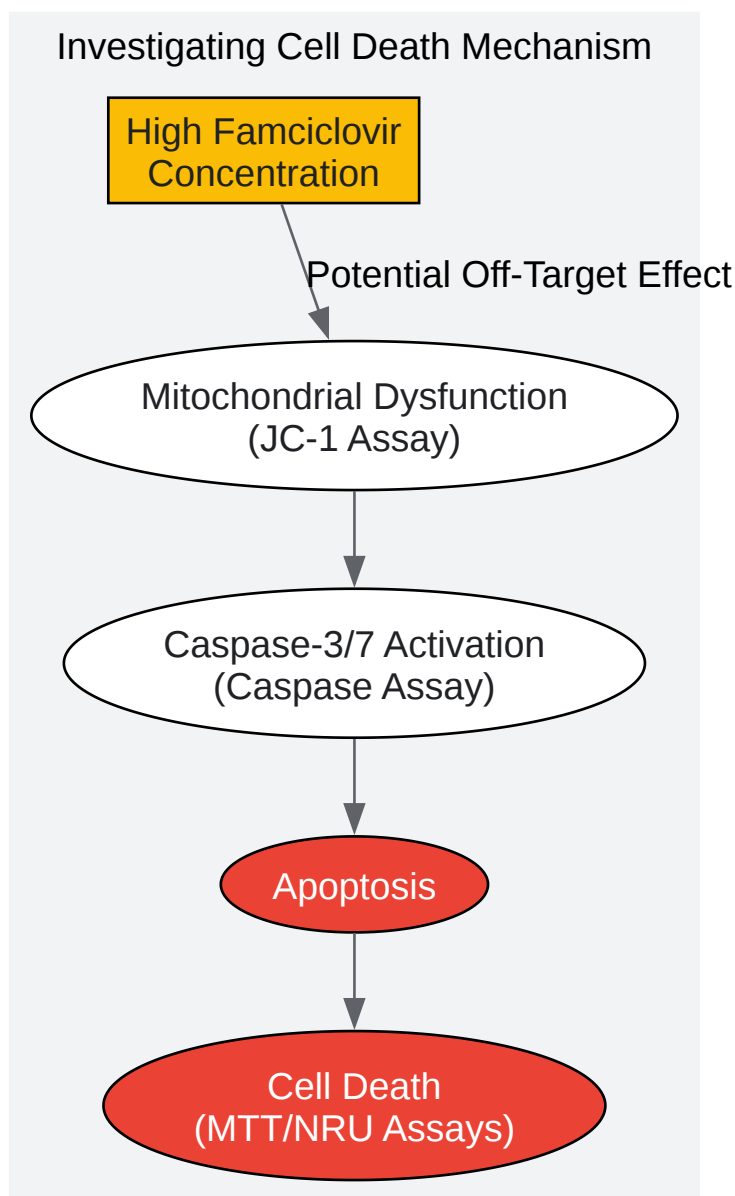 Investigating Cell Death Mechanism
High Famciclovir
Concentration
Potential Off-Target Effect
Mitochondrial Dysfunction
(JC-1 Assay)
Caspase-3/7 Activation
(Caspase Assay)
Apoptosis
Cell Death
(MTT/NRU Assays)